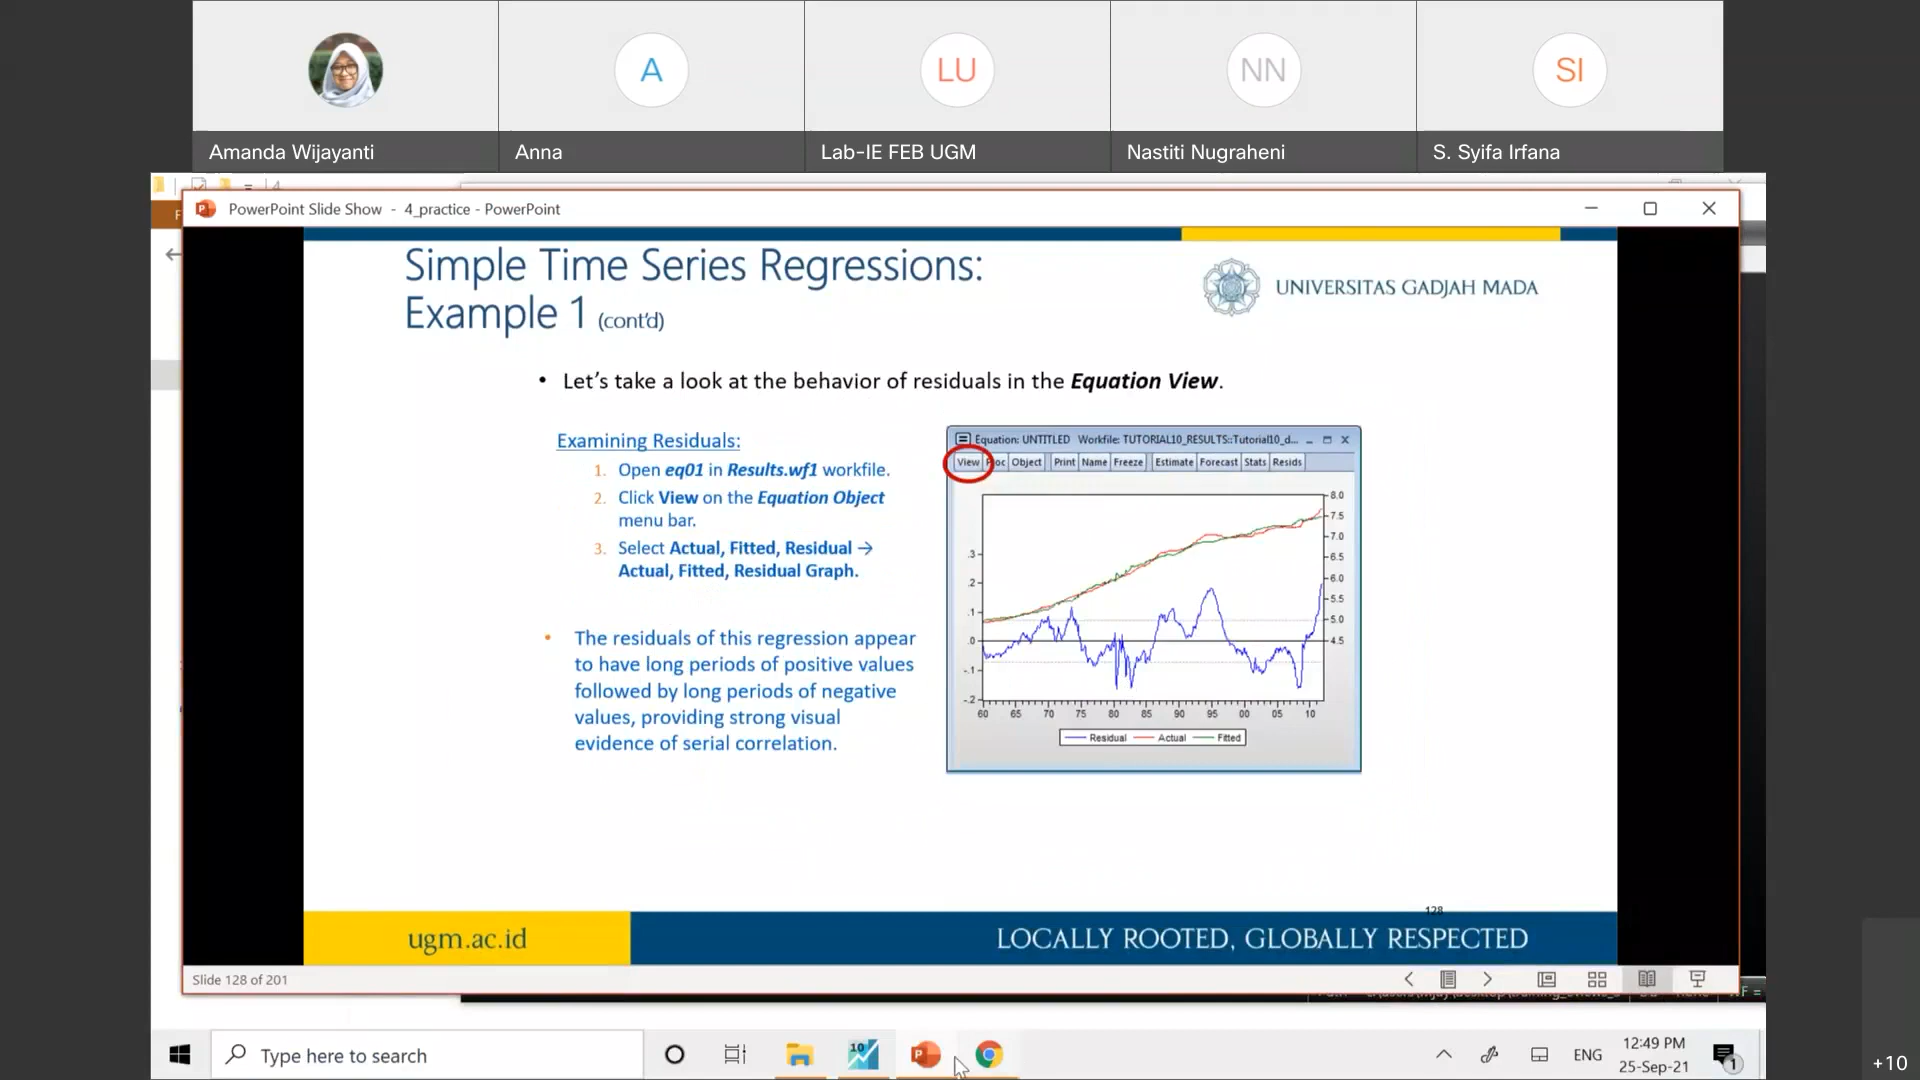 A
LU
NN
SI
Amanda Wijayanti
Anna
Lab-IE FEB UGM
Nastiti Nugraheni
S. Syifa Irfana
PowerPoint Slide Show - 4_practice - PowerPoint
Simple Time Series Regressions:
Example 1 (cont'd)
UNIVERSITAS GADJAH MADA
• Let's take a look at the behavior of residuals in the Equation View.
Examining Residuals:
1. Open eq01 in Results.wf1 workfile.
2. Click View on the Equation Object
menu bar.
3. Select Actual, Fitted, Residual →
Actual, Fitted, Residual Graph.
• The residuals of this regression appear
to have long periods of positive values
followed by long periods of negative
values, providing strong visual
evidence of serial correlation.
Equation: UNTITLED Workfile: TUTORIAL10_RESULTS::Tutorial10_d...
View Proc Object Print Name Freeze Estimate Forecast Stats Resids
8.0
7.5
7.0
6.5
6.0
5.5
5.0
4.5
.3
.2
.1
.0
-.1
-.2
60 65 70 75 80 85 90 95 00 05 10
Residual Actual Fitted
128
ugm.ac.id
LOCALLY ROOTED, GLOBALLY RESPECTED
Slide 128 of 201
Type here to search
10
ENG
12:49 PM
25-Sep-21
1
+10